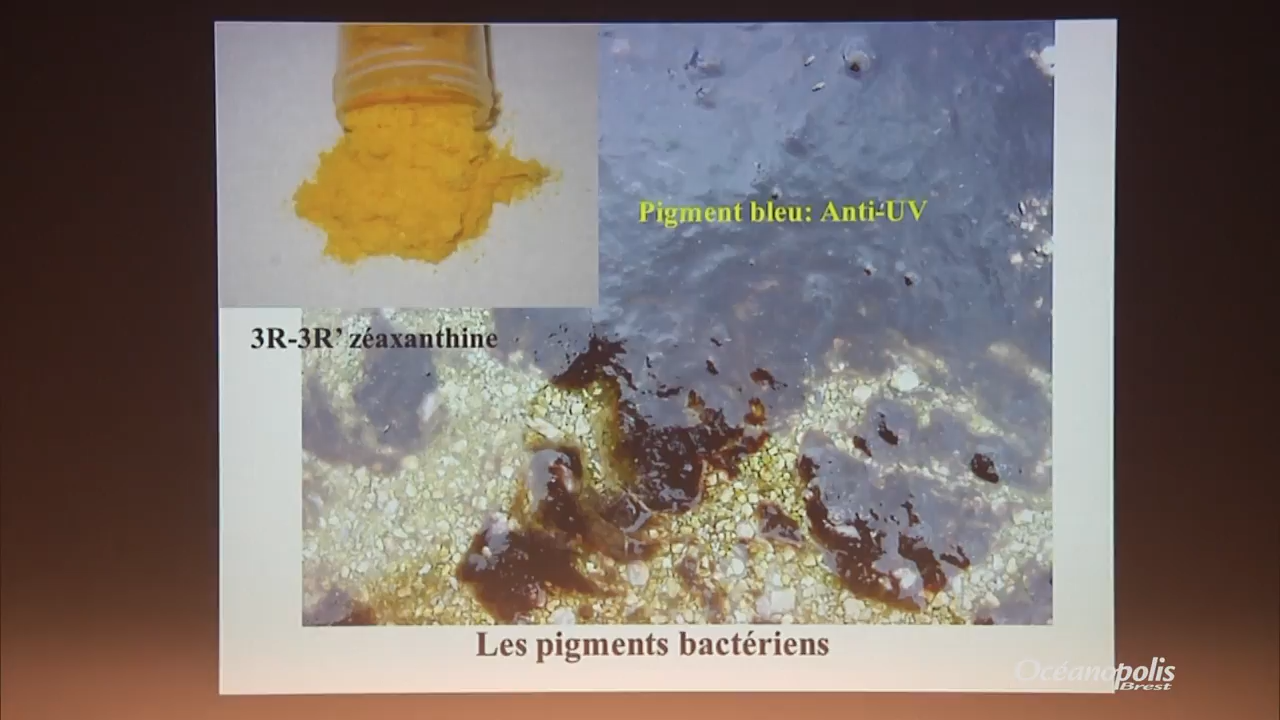 Pigment bleu: Anti-UV
3R-3R’ zéaxanthine
Les pigments bactériens
Océanopolis
Brest